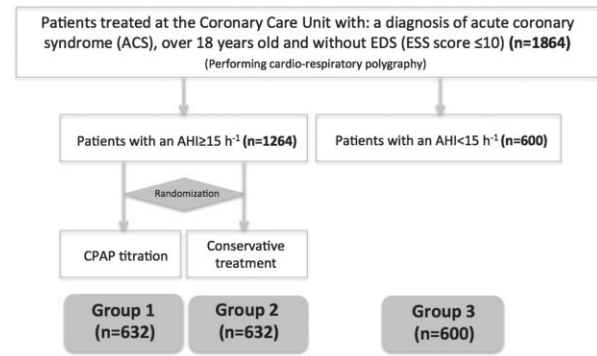 Patients treated at the Coronary Care Unit with: a diagnosis of acute coronary
syndrome (ACS), over 18 years old and without EDS (ESS score ≤10) (n=1864)
(Performing cardio-respiratory polygraphy)
Patients with an AHI≥15 h⁻¹ (n=1264)
Patients with an AHI<15 h⁻¹ (n=600)
Randomization
CPAP titration
Conservative
treatment
Group 1
(n=632)
Group 2
(n=632)
Group 3
(n=600)